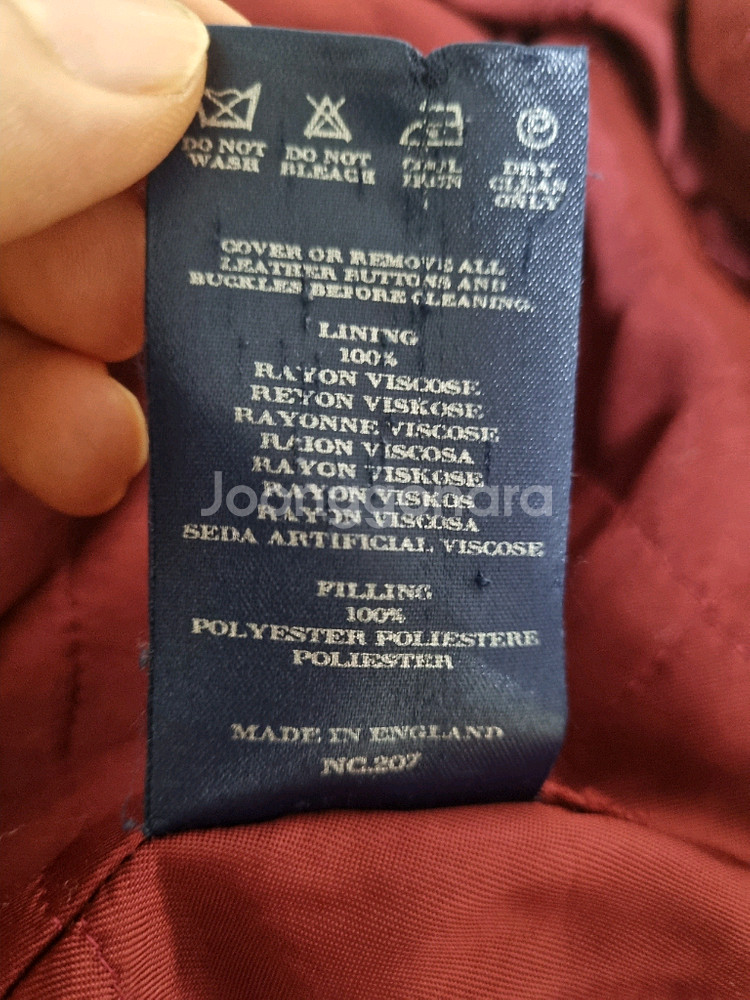 DO NOT WASH
DO NOT BLEACH
COOL IRON
DRY CLEAN ONLY
COVER OR REMOVE ALL
LEATHER BUTTONS AND
BUCKLES BEFORE CLEANING.
LINING
100%
RAYON VISCOSE
REYON VISKOSE
RAYONNE VISCOSE
RAION VISCOSA
RAYON VISKOSE
RAYON VISKOS
RAYON VISCOSA
SEDA ARTIFICIAL VISCOSE
FILLING
100%
POLYESTER POLIESTERE
POLIESTER
MADE IN ENGLAND
NC.207
Joonggonara